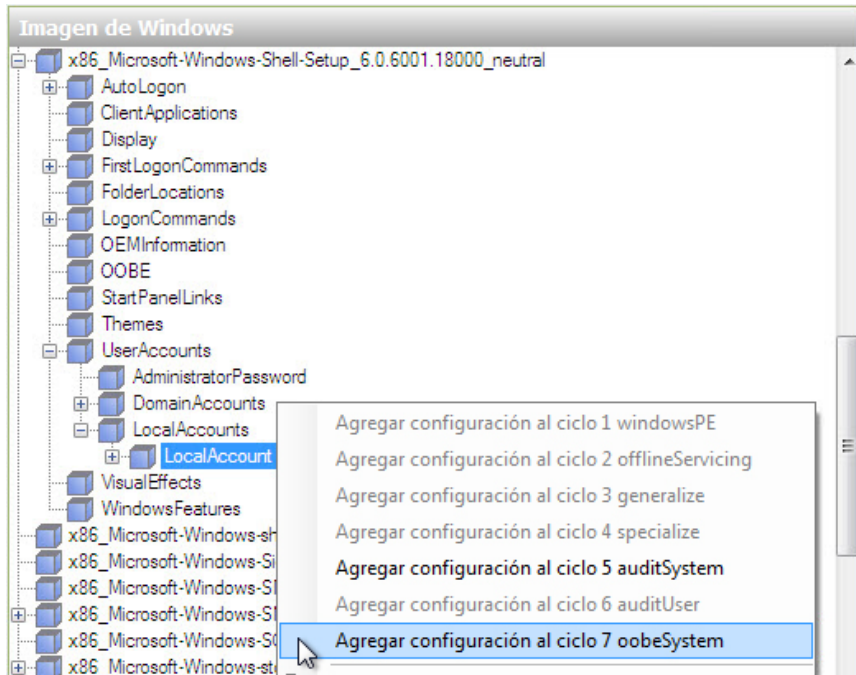 Imagen de Windows
x86_Microsoft-Windows-Shell-Setup_6.0.6001.18000_neutral
AutoLogon
ClientApplications
Display
FirstLogonCommands
FolderLocations
LogonCommands
OEMInformation
OOBE
StartPanelLinks
Themes
UserAccounts
AdministratorPassword
DomainAccounts
LocalAccounts
LocalAccount
VisualEffects
WindowsFeatures
x86_Microsoft-Windows-sh
x86_Microsoft-Windows-Si
x86_Microsoft-Windows-Sl
x86_Microsoft-Windows-S
x86_Microsoft-Windows-S
x86_Microsoft-Windows-st
Agregar configuración al ciclo 1 windowsPE
Agregar configuración al ciclo 2 offlineServicing
Agregar configuración al ciclo 3 generalize
Agregar configuración al ciclo 4 specialize
Agregar configuración al ciclo 5 auditSystem
Agregar configuración al ciclo 6 auditUser
Agregar configuración al ciclo 7 oobeSystem